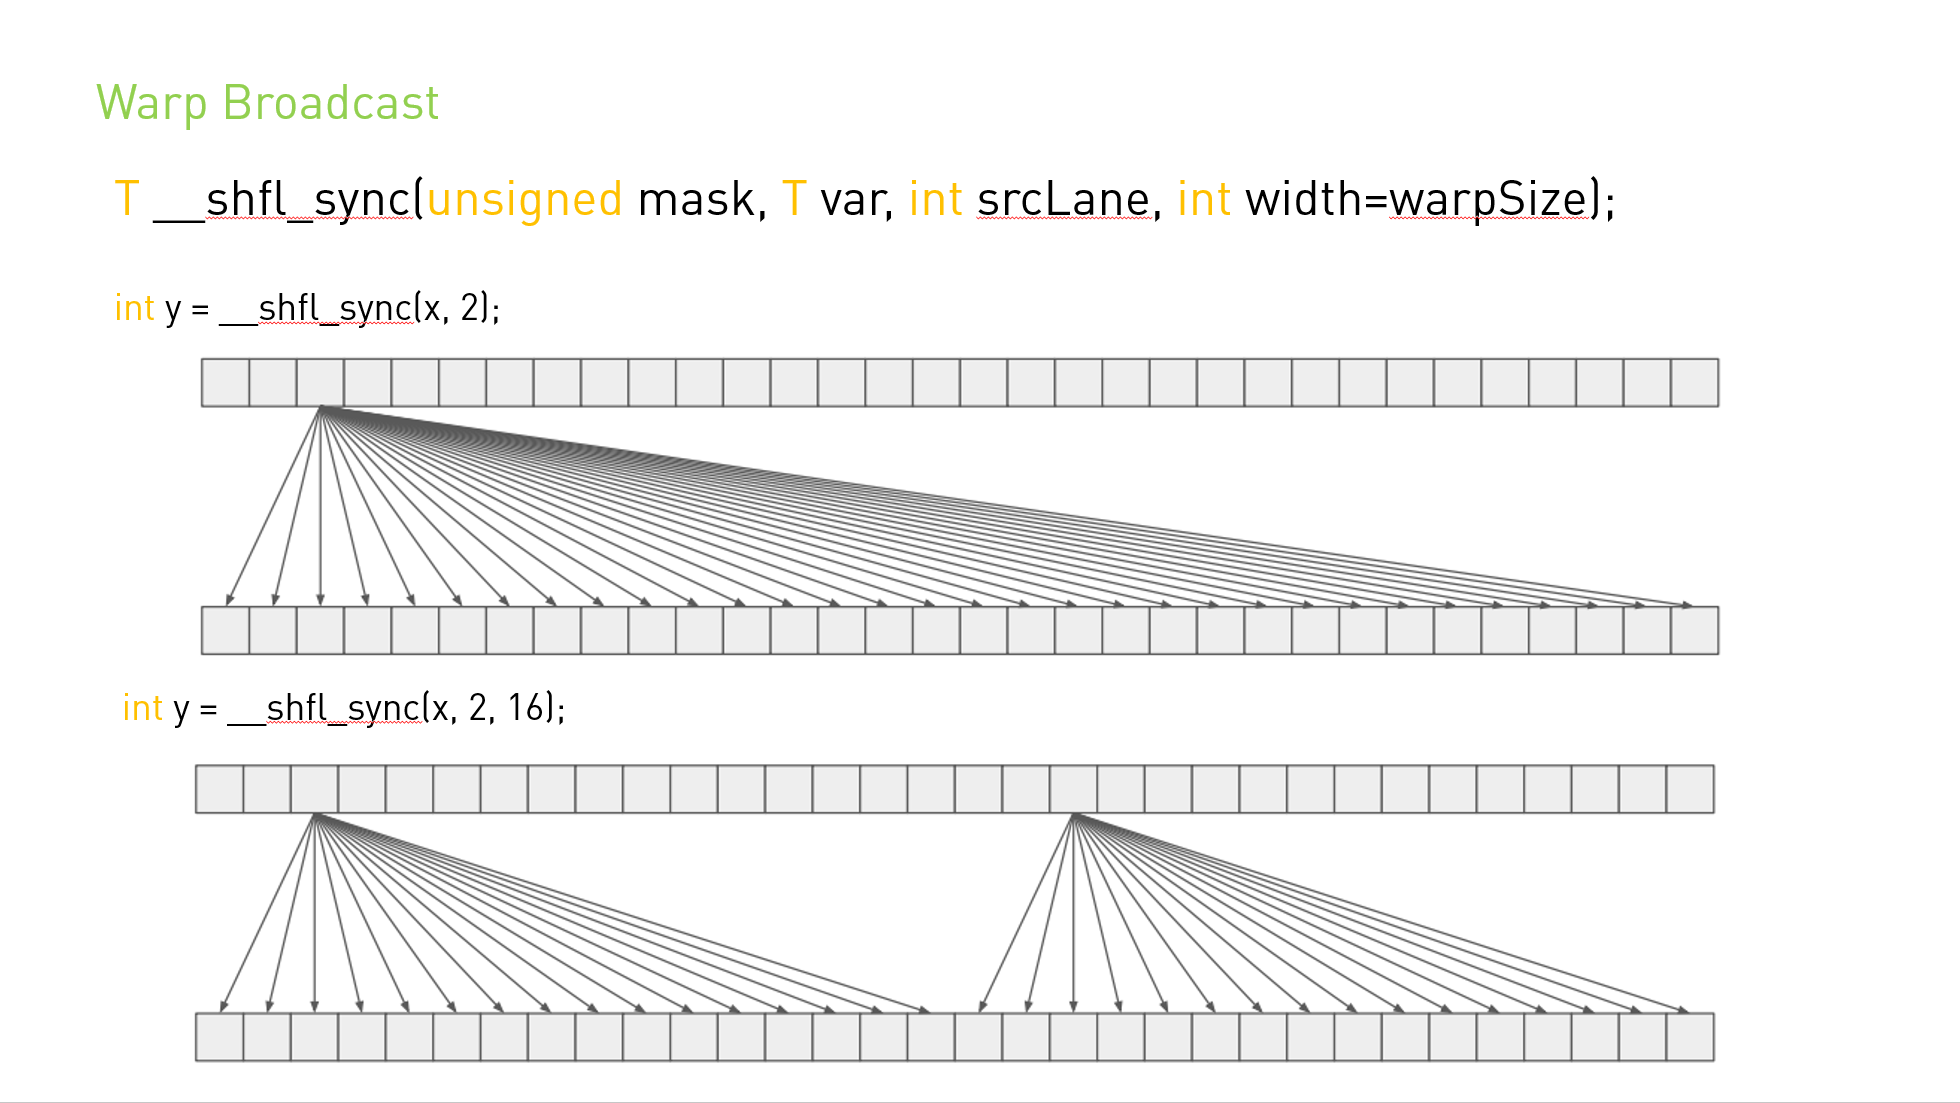 Warp Broadcast
T __shfl_sync(unsigned mask, T var, int srcLane, int width=warpSize);
int y = __shfl_sync(x, 2);
int y = __shfl_sync(x, 2, 16);